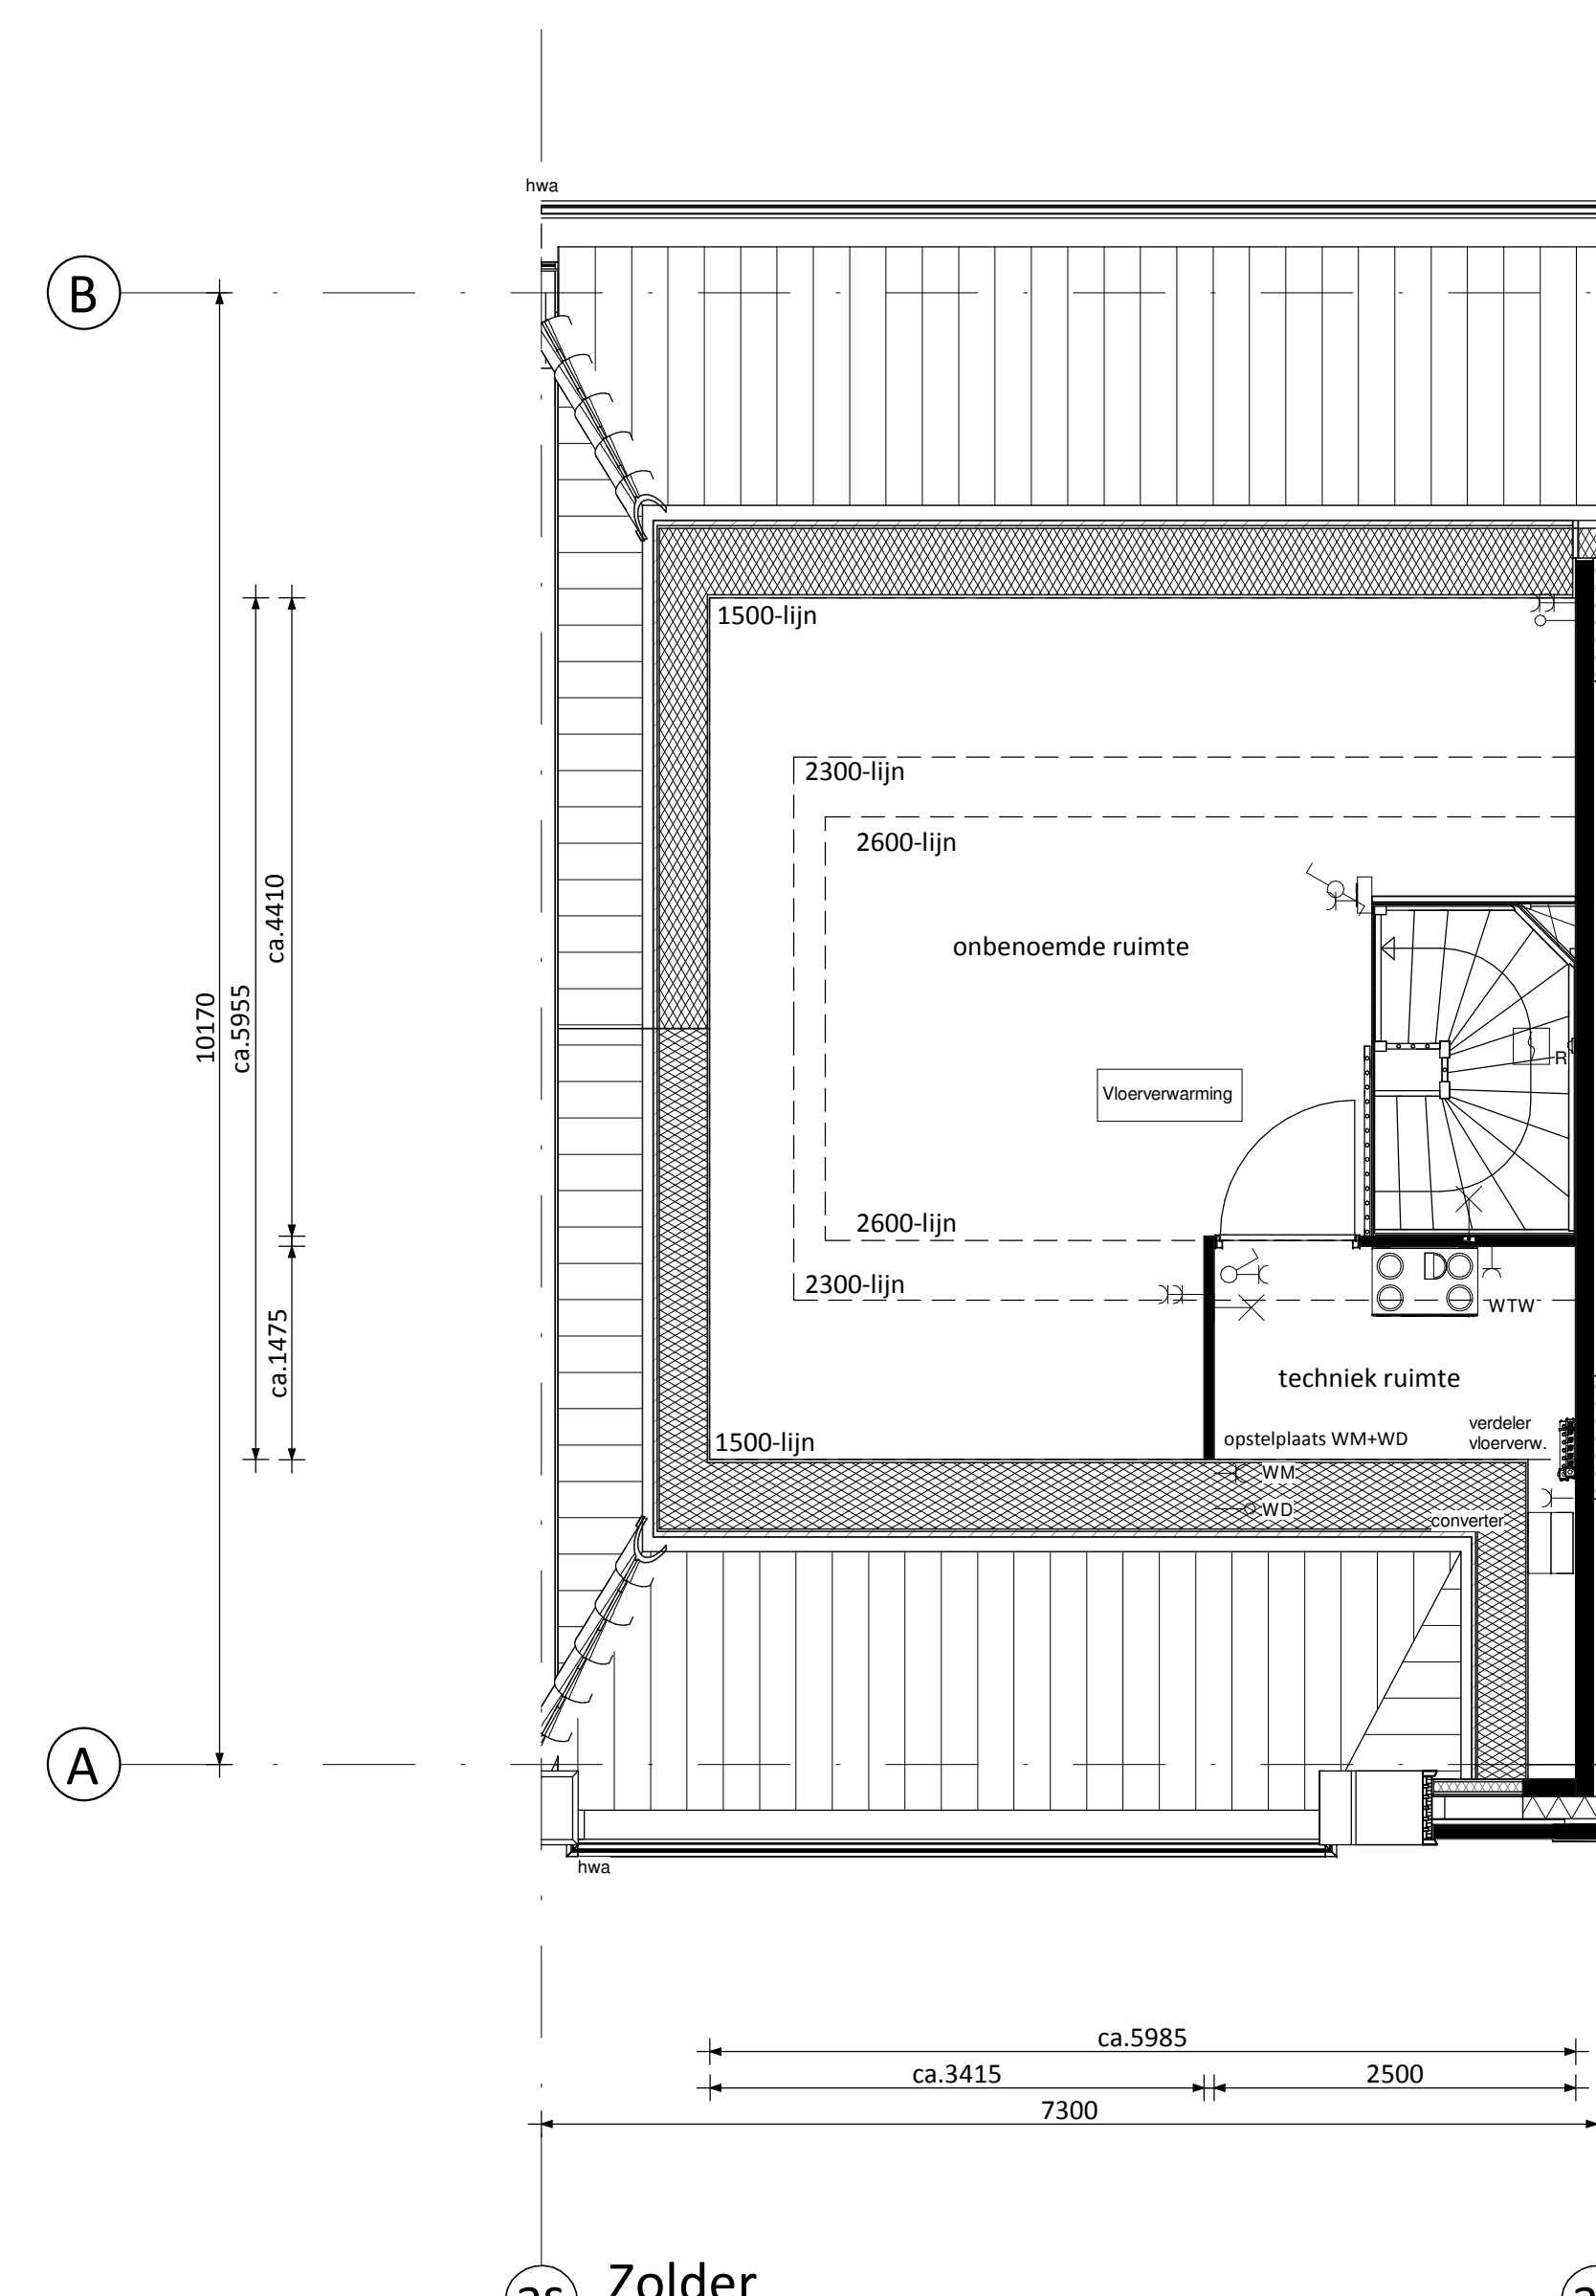 hwa
B
1500-lijn
2300-lijn
2600-lijn
ca.4410
onbenoemde ruimte
10170
ca.5955
R
Vloerverwarming
2600-lijn
2300-lijn
WTW
ca.1475
techniek ruimte
verdeler
vloerverw.
opstelplaats WM+WD
1500-lijn
WM
WD
converter
A
hwa
ca.5985
ca.3415
2500
7300
Zolder